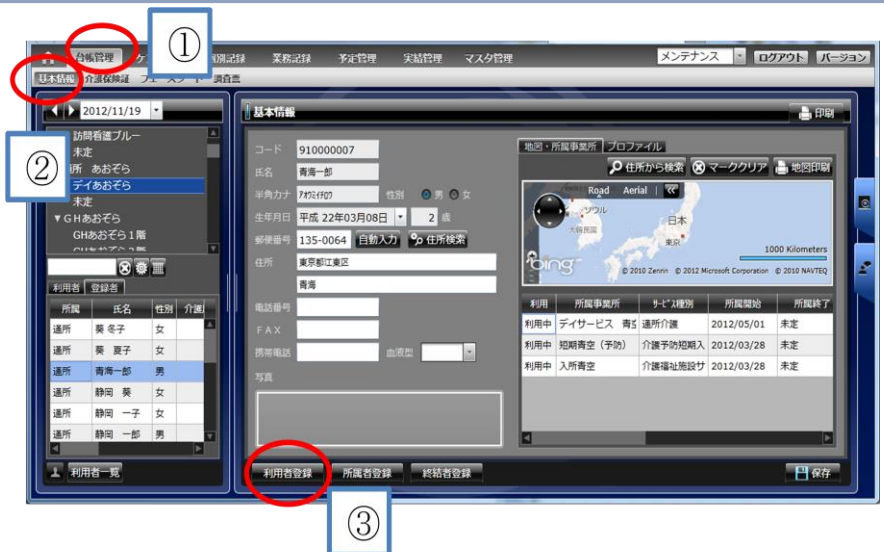 ①
台帳管理
別記録 業務記録 予定管理 実績管理 マスタ管理
メンテナンス ログアウト バージョン
基本情報 介護保険証 フェースシート 調査書
②
2012/11/19
訪問看護ブルー
未定
所 あおぞら
デイあおぞら
未定
▼GHあおぞら
GHあおぞら1階
利用者 登録者
所属 氏名 性別
通所 葵 冬子 女
通所 葵 夏子 女
通所 青海一郎 男
通所 静岡 葵 女
通所 静岡 一子 女
通所 静岡 一郎 男
利用者一覧
基本情報
印刷
コード 910000007
氏名 青海一郎
半角カナ 性別 男 女
生年月日 平成 22年03月08日 2 歳
郵便番号 135-0064 自動入力 住所検索
住所 東京都江東区
青海
電話番号
FAX
携帯電話 血液型
写真
地図・所属事業所 プロファイル
住所から検索 マーククリア 地図印刷
Road Aerial
ソウル
大韓民国
日本
東京
1000 Kilometers
bing
© 2010 Zenrin © 2012 Microsoft Corporation © 2010 NAVTEQ
利用 所属事業所 ｻｰﾋﾞｽ種別 所属開始 所属終了
利用中 デイサービス 通所介護 2012/05/01 未定
利用中 短期青空（予防） 介護予防短期入 2012/03/28 未定
利用中 入所青空 介護福祉施設サ 2012/03/28 未定
利用者登録 所属者登録 終結者登録
保存
③